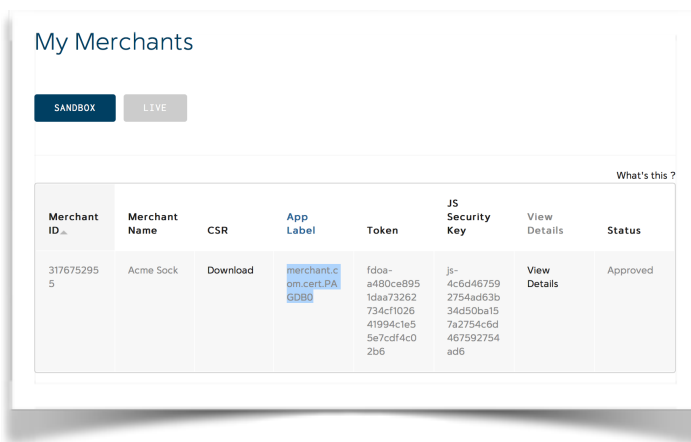 My Merchants
SANDBOX
LIVE
What's this ?
Merchant ID
Merchant Name
CSR
App Label
Token
JS Security Key
View Details
Status
317675295
5
Acme Sock
Download
merchant.c
om.cert.PA
GDB0
fdoa-
a480ce895
1daa73262
734cf1026
41994c1e5
5e7cdf4c0
2b6
js-
4c6d46759
2754ad63b
34d50ba15
7a2754c6d
467592754
ad6
View
Details
Approved